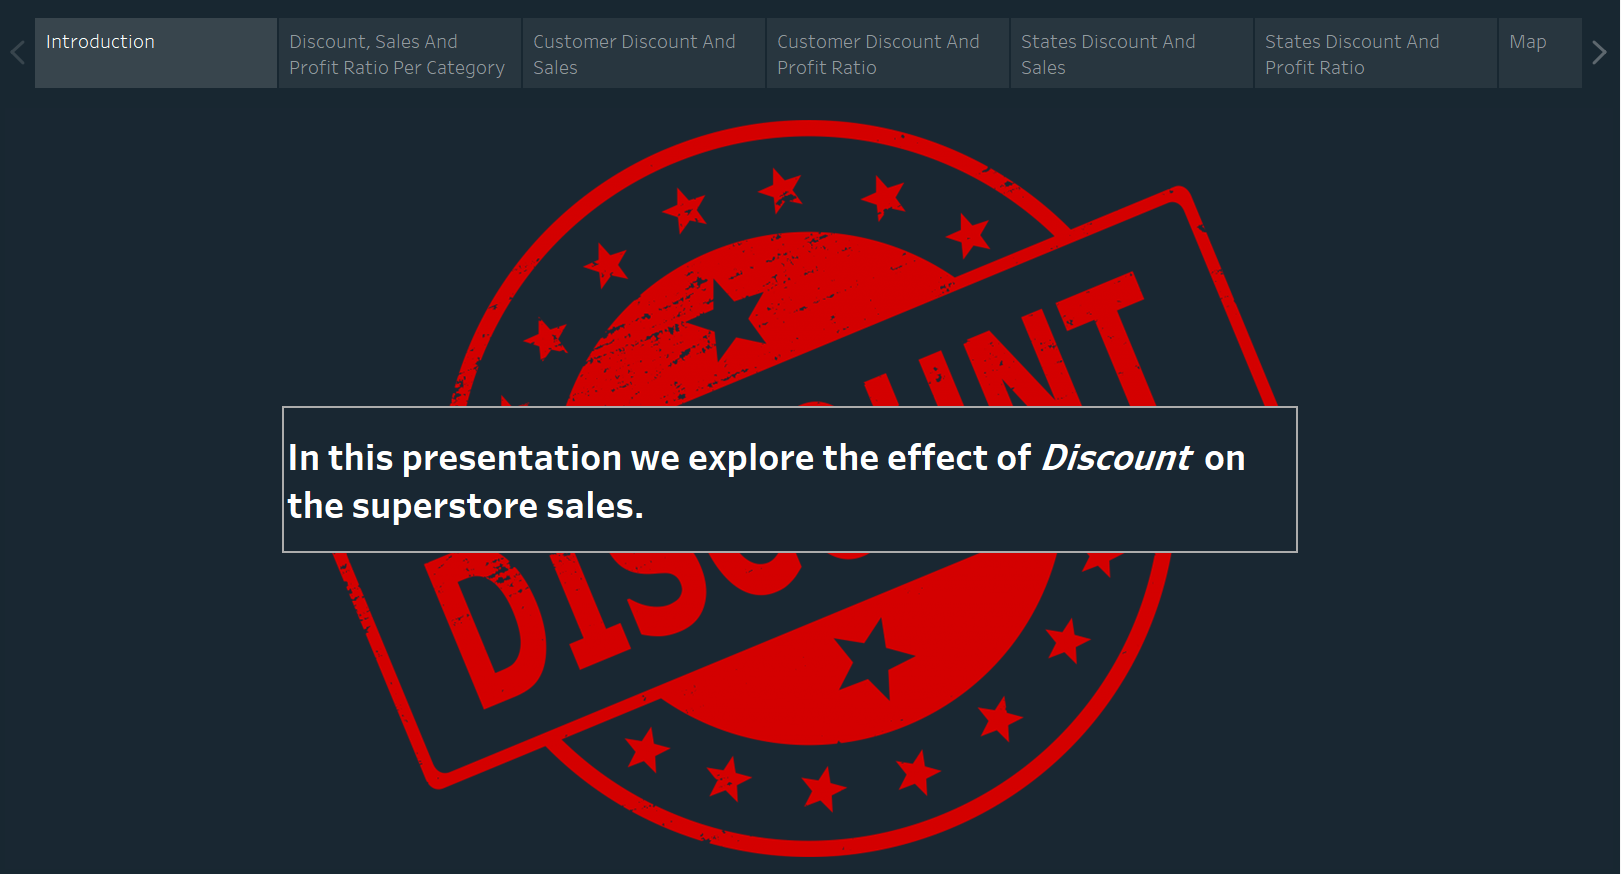 Introduction
Discount, Sales And
Profit Ratio Per Category
Customer Discount And
Sales
Customer Discount And
Profit Ratio
States Discount And
Sales
States Discount And
Profit Ratio
Map
DISCOUNT
In this presentation we explore the effect of Discount on
the superstore sales.